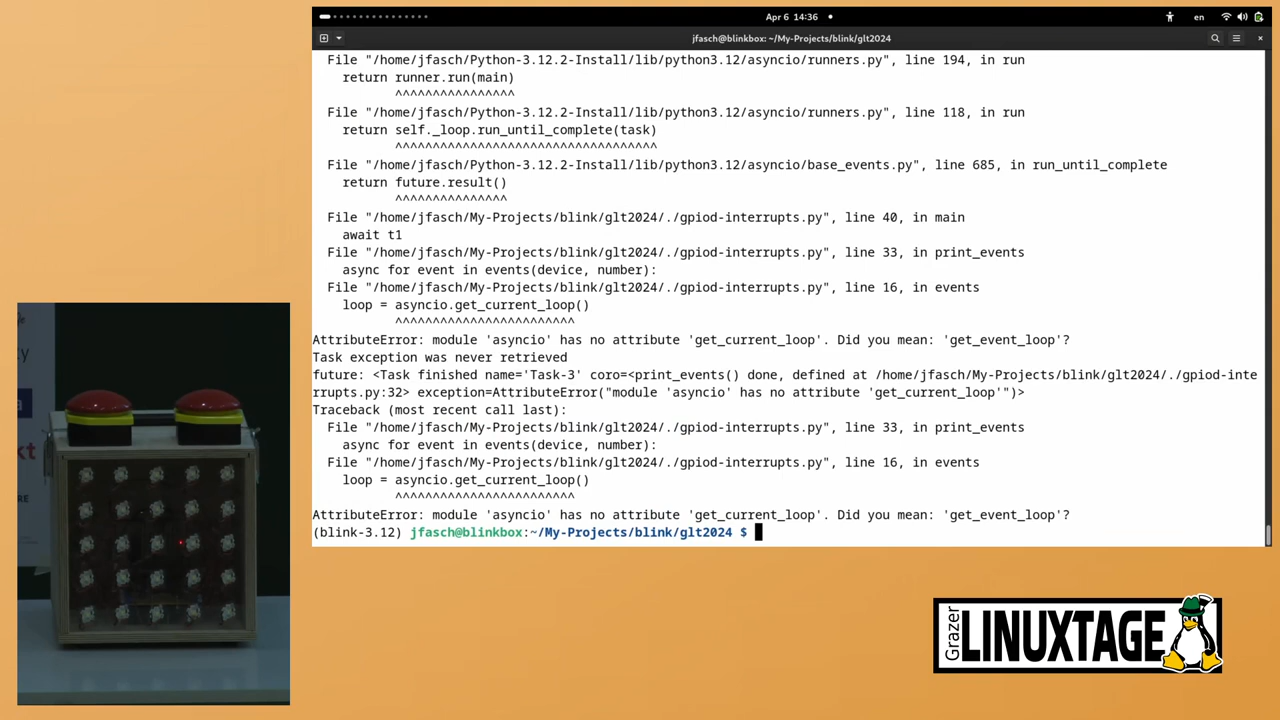 Apr 6 14:36
en
jfasch@blinkbox: ~/My-Projects/blink/glt2024
File "/home/jfasch/Python-3.12.2-Install/lib/python3.12/asyncio/runners.py", line 194, in run
return runner.run(main)
^^^^^^^^^^^^^^^^
File "/home/jfasch/Python-3.12.2-Install/lib/python3.12/asyncio/runners.py", line 118, in run
return self._loop.run_until_complete(task)
^^^^^^^^^^^^^^^^^^^^^^^^^^^^^^^^^^^
File "/home/jfasch/Python-3.12.2-Install/lib/python3.12/asyncio/base_events.py", line 685, in run_until_complete
return future.result()
^^^^^^^^^^^^^^^
File "/home/jfasch/My-Projects/blink/glt2024/./gpiod-interrupts.py", line 40, in main
await t1
File "/home/jfasch/My-Projects/blink/glt2024/./gpiod-interrupts.py", line 33, in print_events
async for event in events(device, number):
File "/home/jfasch/My-Projects/blink/glt2024/./gpiod-interrupts.py", line 16, in events
loop = asyncio.get_current_loop()
^^^^^^^^^^^^^^^^^^^^^^^^
AttributeError: module 'asyncio' has no attribute 'get_current_loop'. Did you mean: 'get_event_loop'?
Task exception was never retrieved
future: <Task finished name='Task-3' coro=<print_events() done, defined at /home/jfasch/My-Projects/blink/glt2024/./gpiod-inte
rrupts.py:32> exception=AttributeError("module 'asyncio' has no attribute 'get_current_loop'")>
Traceback (most recent call last):
File "/home/jfasch/My-Projects/blink/glt2024/./gpiod-interrupts.py", line 33, in print_events
async for event in events(device, number):
File "/home/jfasch/My-Projects/blink/glt2024/./gpiod-interrupts.py", line 16, in events
loop = asyncio.get_current_loop()
^^^^^^^^^^^^^^^^^^^^^^^^
AttributeError: module 'asyncio' has no attribute 'get_current_loop'. Did you mean: 'get_event_loop'?
(blink-3.12) jfasch@blinkbox:~/My-Projects/blink/glt2024 $
Grazer
LINUXTAGE